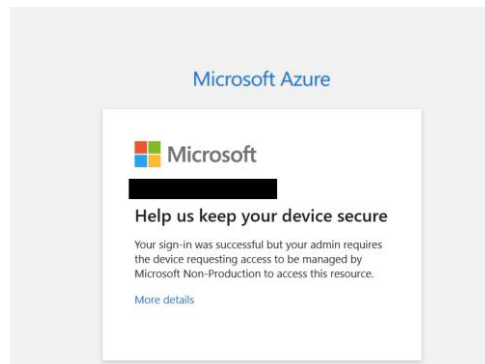 Microsoft Azure
Microsoft
Help us keep your device secure
Your sign-in was successful but your admin requires
the device requesting access to be managed by
Microsoft Non-Production to access this resource.
More details